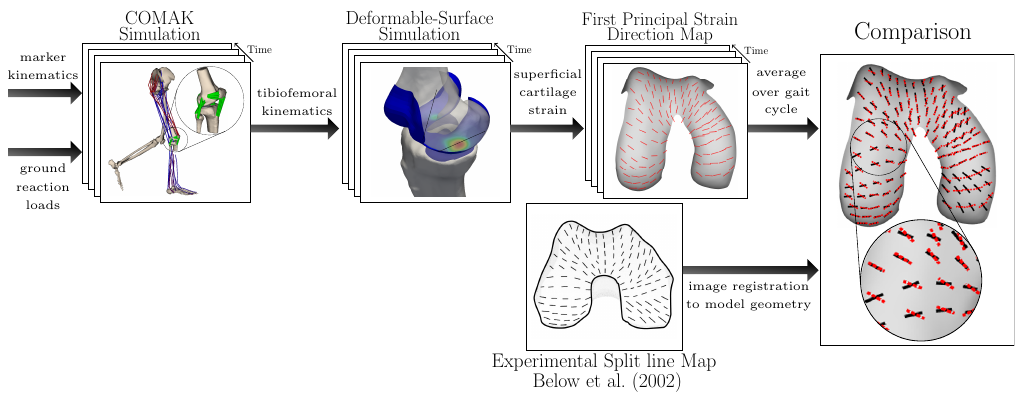 COMAK
Simulation
Time
marker
kinematics
ground
reaction
loads
tibiofemoral
kinematics
Deformable-Surface
Simulation
Time
superficial
cartilage
strain
First Principal Strain
Direction Map
Time
average
over gait
cycle
Comparison
image registration
to model geometry
Experimental Split line Map
Below et al. (2002)